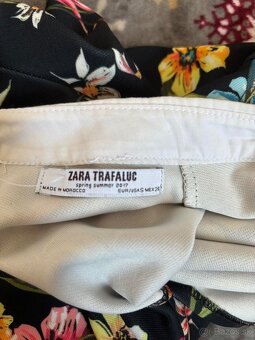 ZARA TRAFALUC
spring summer 2017
MADE IN MOROCCO
EUR/USA S MEX 26